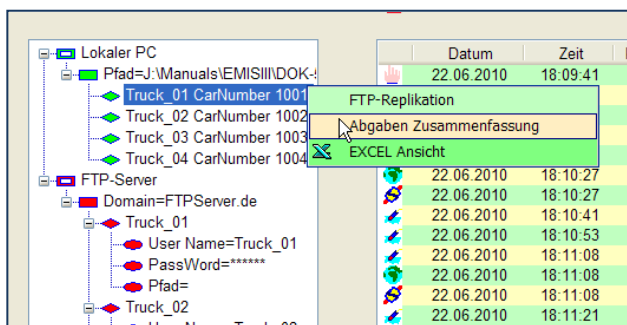 Lokaler PC
Pfad=J:\Manuals\EMISIII\DOK-
Truck_01 CarNumber 1001
Truck_02 CarNumber 1002
Truck_03 CarNumber 1003
Truck_04 CarNumber 1004
FTP-Server
Domain=FTPServer.de
Truck_01
User Name=Truck_01
PassWord=******
Pfad=
Truck_02
FTP-Replikation
Abgaben Zusammenfassung
EXCEL Ansicht
Datum Zeit
22.06.2010 18:09:41
22.06.2010 18:10:27
22.06.2010 18:10:27
22.06.2010 18:10:41
22.06.2010 18:10:53
22.06.2010 18:11:08
22.06.2010 18:11:08
22.06.2010 18:11:08
22.06.2010 18:11:21